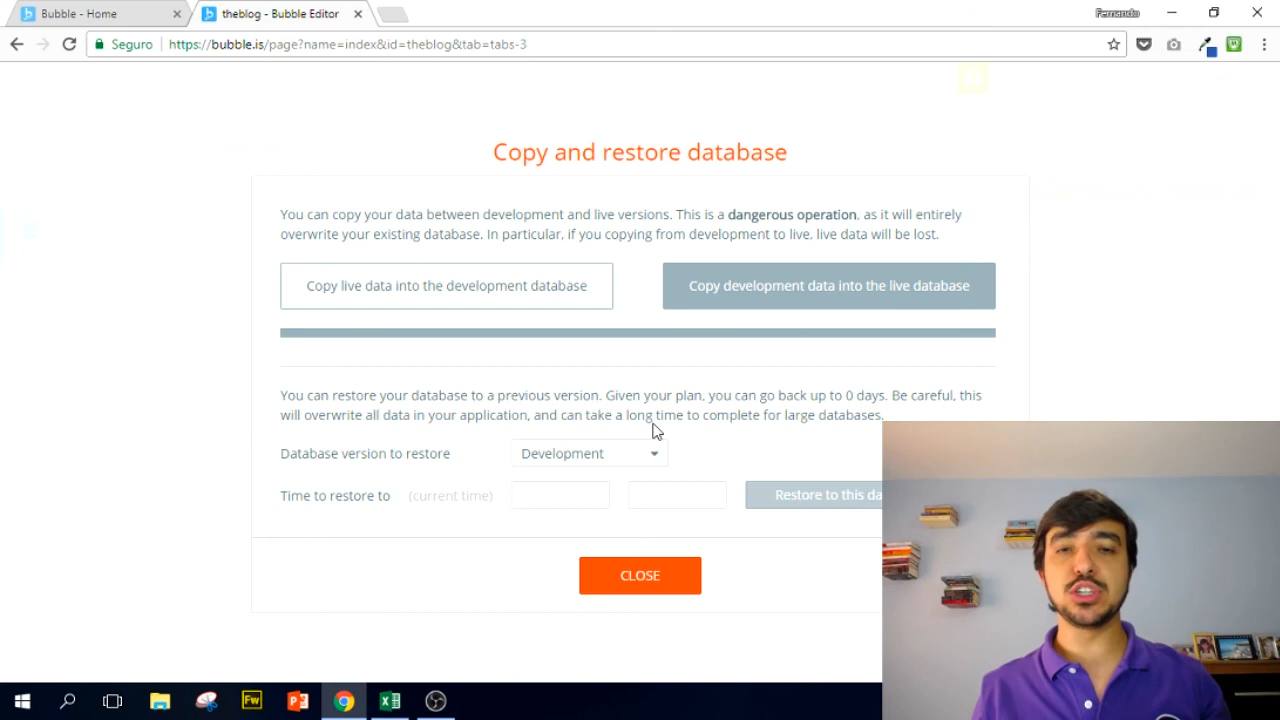 Bubble - Home
theblog - Bubble Editor
Fernando
Seguro
https://bubble.is/page?name=index&id=theblog&tab=tabs-3
Copy and restore database
You can copy your data between development and live versions. This is a dangerous operation, as it will entirely
overwrite your existing database. In particular, if you copying from development to live, live data will be lost.
Copy live data into the development database
Copy development data into the live database
You can restore your database to a previous version. Given your plan, you can go back up to 0 days. Be careful, this
will overwrite all data in your application, and can take a long time to complete for large databases.
Database version to restore
Development
Time to restore to
(current time)
Restore to this da
CLOSE
Fw